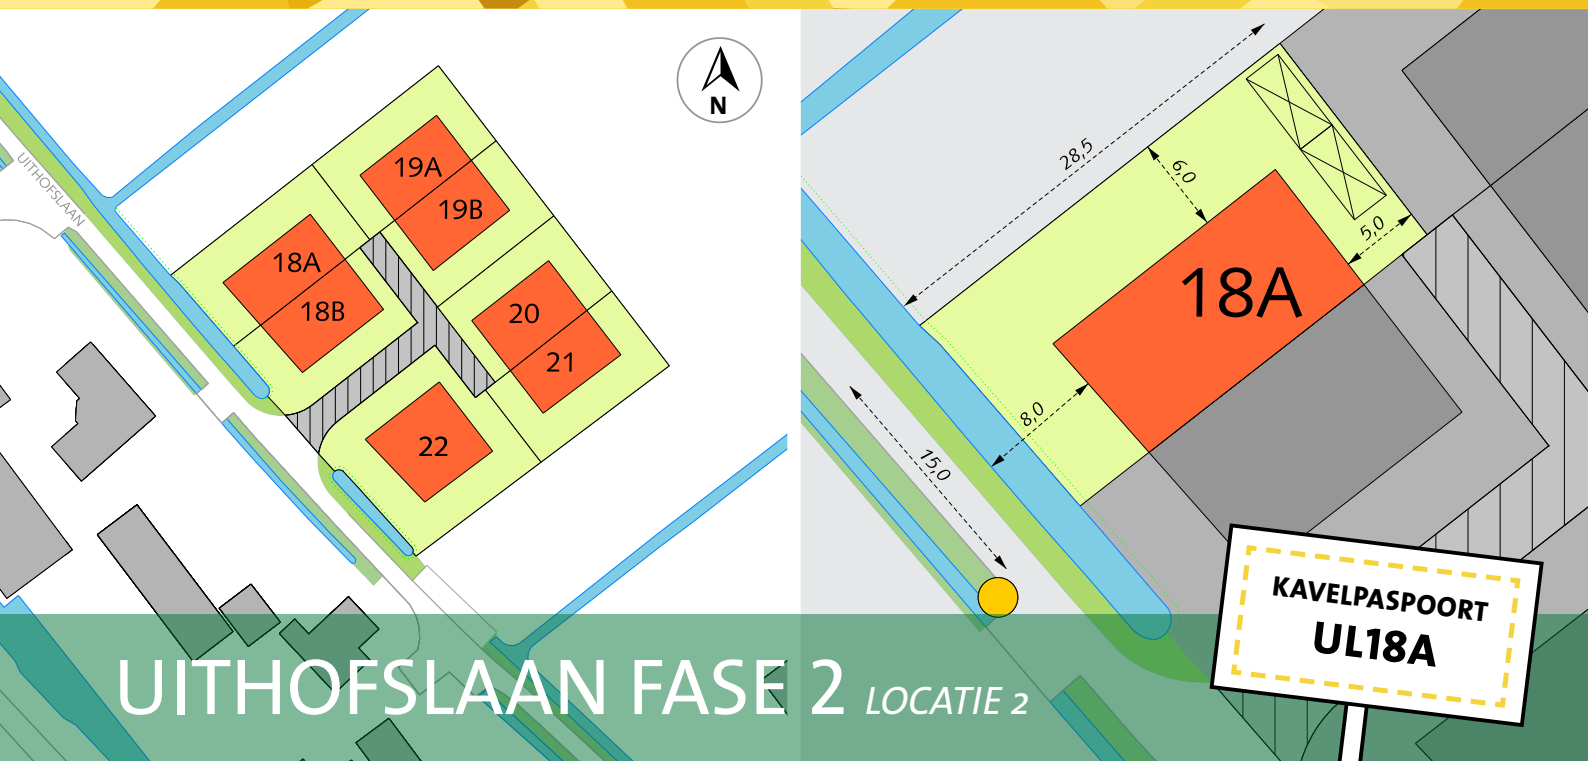 N
UITHOFSLAAN
19A
19B
18A
18B
20
21
22
28,5
6,0
5,0
18A
8,0
15,0
KAVELPASPOORT
UL18A
UITHOFSLAAN FASE 2 LOCATIE 2